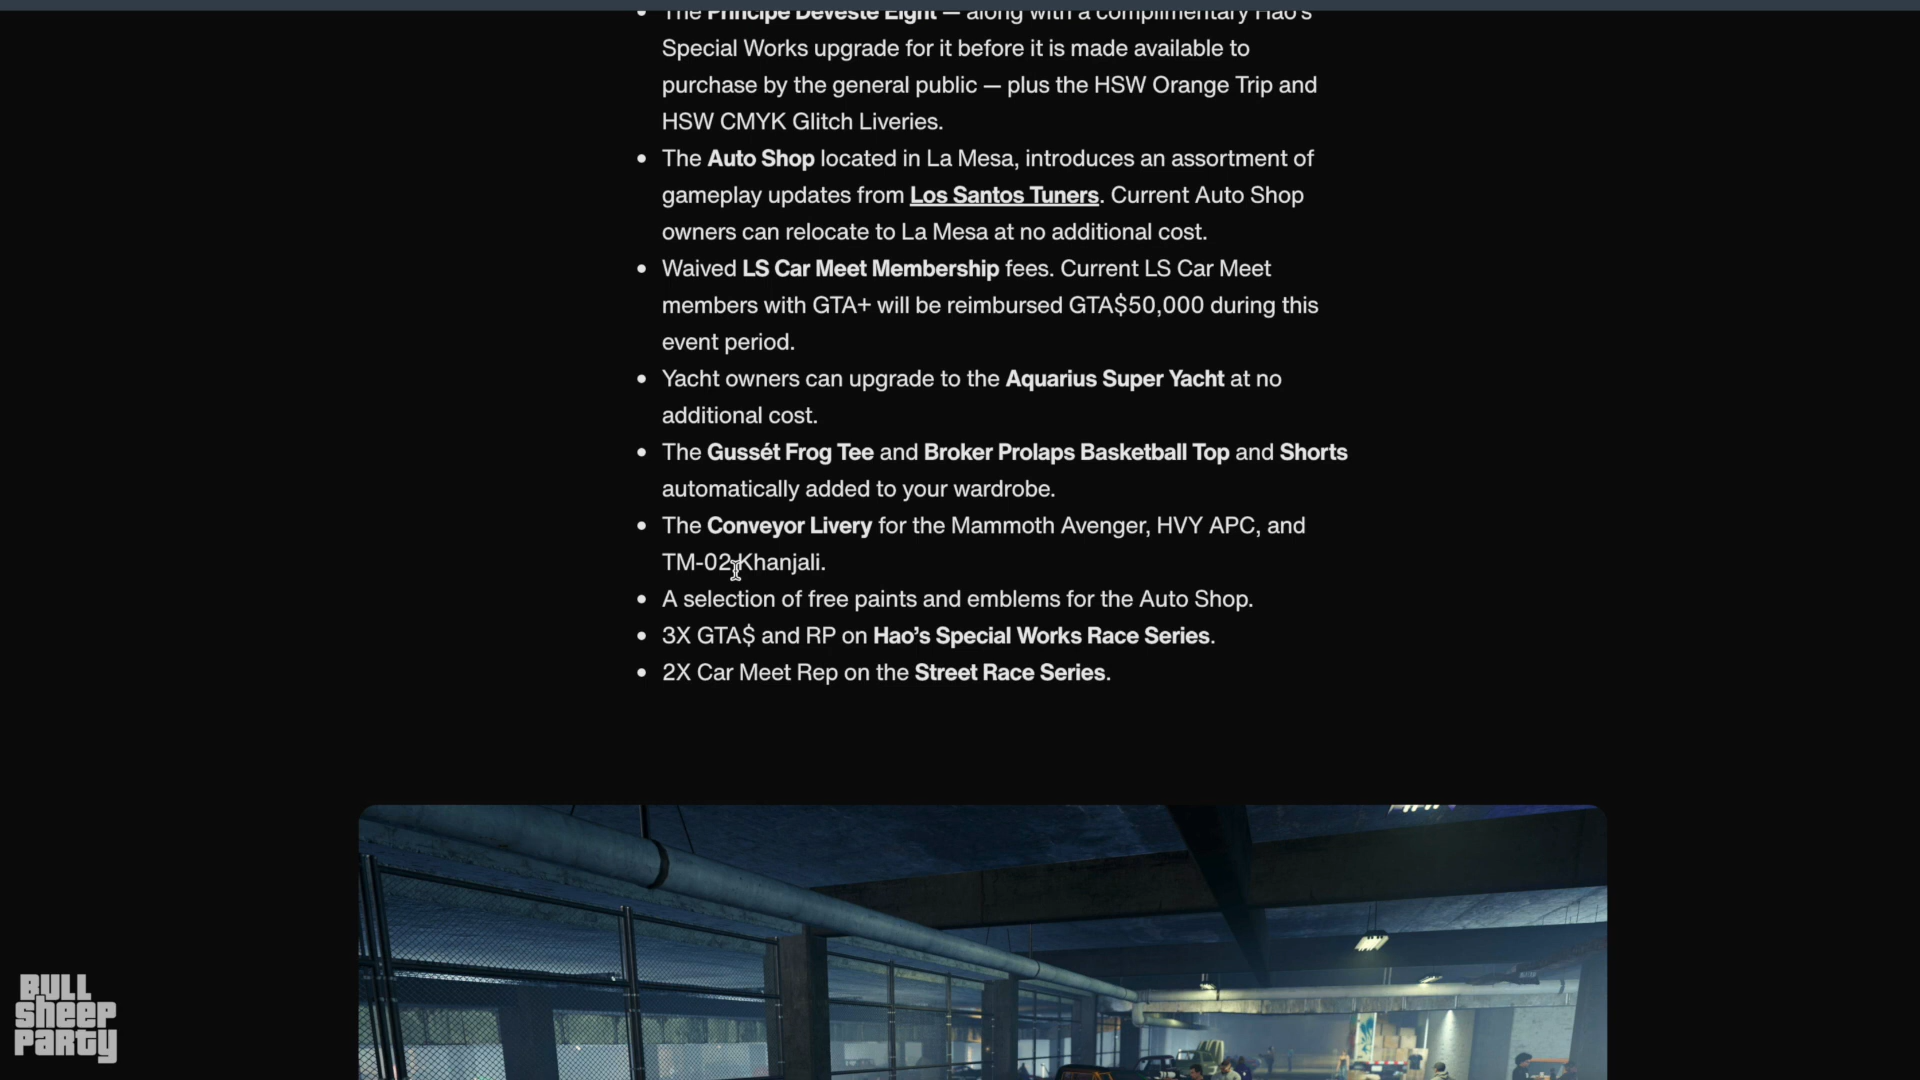 The Principe Deveste Eight — along with a complimentary Hao's
Special Works upgrade for it before it is made available to
purchase by the general public — plus the HSW Orange Trip and
HSW CMYK Glitch Liveries.
The Auto Shop located in La Mesa, introduces an assortment of
gameplay updates from Los Santos Tuners. Current Auto Shop
owners can relocate to La Mesa at no additional cost.
Waived LS Car Meet Membership fees. Current LS Car Meet
members with GTA+ will be reimbursed GTA$50,000 during this
event period.
Yacht owners can upgrade to the Aquarius Super Yacht at no
additional cost.
The Gussét Frog Tee and Broker Prolaps Basketball Top and Shorts
automatically added to your wardrobe.
The Conveyor Livery for the Mammoth Avenger, HVY APC, and
TM-02 Khanjali.
A selection of free paints and emblems for the Auto Shop.
3X GTA$ and RP on Hao’s Special Works Race Series.
2X Car Meet Rep on the Street Race Series.
BULL
sheep
PARTY